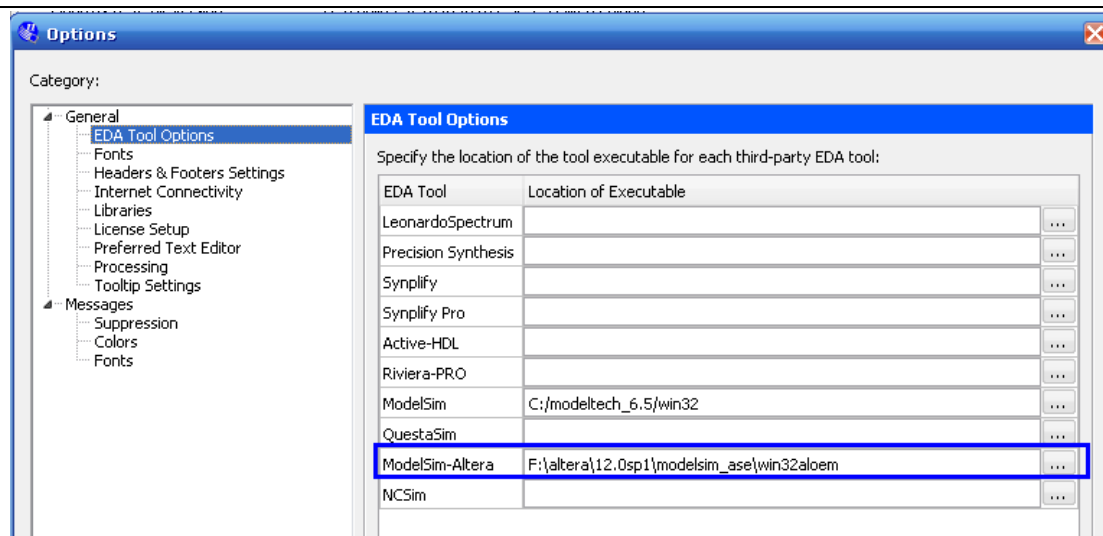 Options
Category:
General
EDA Tool Options
Fonts
Headers & Footers Settings
Internet Connectivity
Libraries
License Setup
Preferred Text Editor
Processing
Tooltip Settings
Messages
Suppression
Colors
Fonts
EDA Tool Options
Specify the location of the tool executable for each third-party EDA tool:
EDA Tool Location of Executable
LeonardoSpectrum ...
Precision Synthesis ...
Synplify ...
Synplify Pro ...
Active-HDL ...
Riviera-PRO ...
ModelSim C:/modeltech_6.5/win32 ...
QuestaSim ...
ModelSim-Altera F:\altera\12.0sp1\modelsim_ase\win32aloem ...
NCSim ...